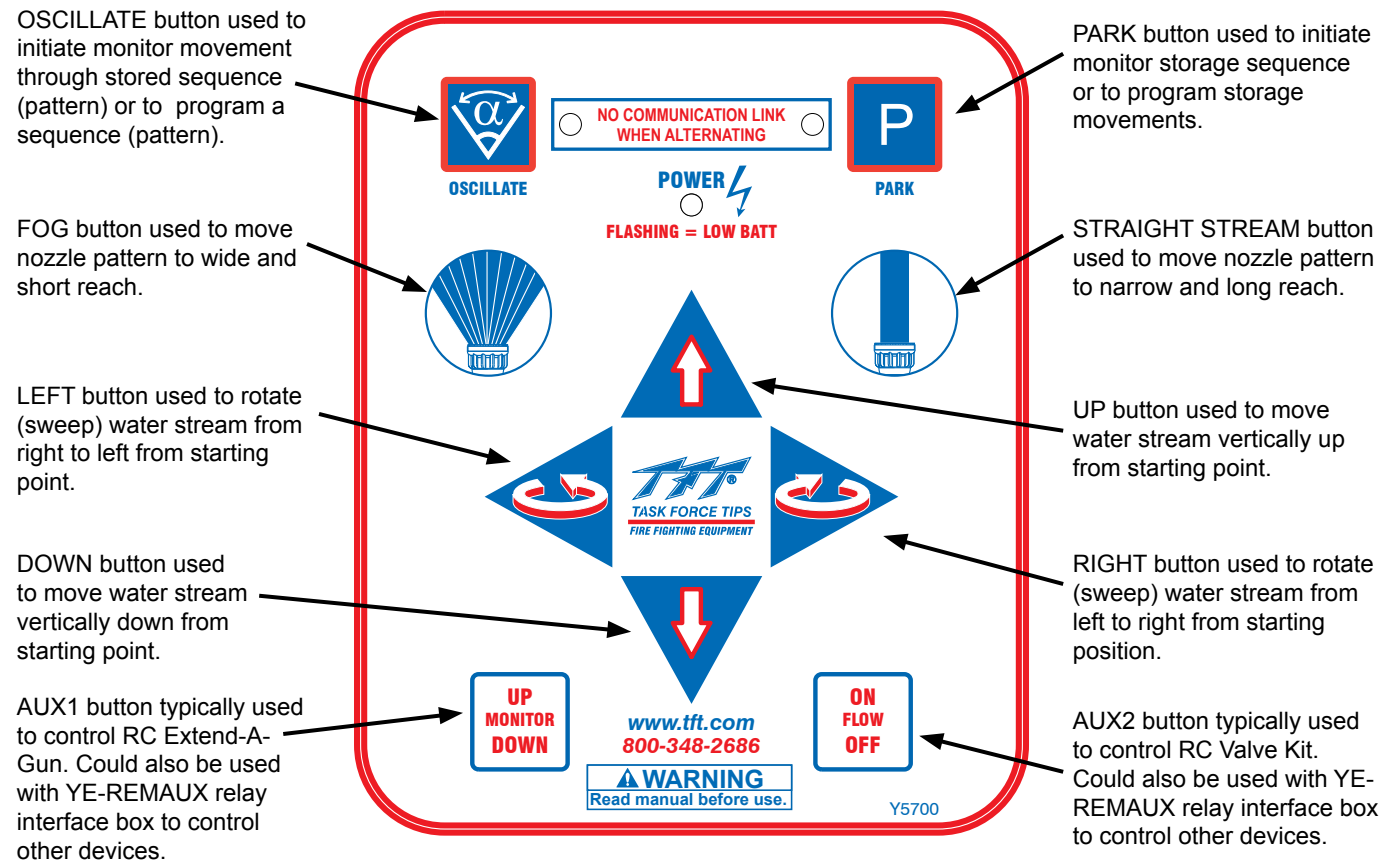 OSCILLATE button used to
initiate monitor movement
through stored sequence
(pattern) or to  program a
sequence (pattern).
FOG button used to move
nozzle pattern to wide and
short reach.
LEFT button used to rotate
(sweep) water stream from
right to left from starting
point.
DOWN button used
to move water stream
vertically down from
starting point.
AUX1 button typically used
to control RC Extend-A-
Gun. Could also be used
with YE-REMAUX relay
interface box to control
other devices.
α
OSCILLATE
NO COMMUNICATION LINK
WHEN ALTERNATING
P
PARK
POWER
FLASHING = LOW BATT
TFT®
TASK FORCE TIPS
FIRE FIGHTING EQUIPMENT
UP
MONITOR
DOWN
www.tft.com
800-348-2686
WARNING
Read manual before use.
ON
FLOW
OFF
Y5700
PARK button used to initiate
monitor storage sequence
or to program storage
movements.
STRAIGHT STREAM button
used to move nozzle pattern
to narrow and long reach.
UP button used to move
water stream vertically up
from starting point.
RIGHT button used to rotate
(sweep) water stream from
left to right from starting
position.
AUX2 button typically used
to control RC Valve Kit.
Could also be used with YE-
REMAUX relay interface box
to control other devices.